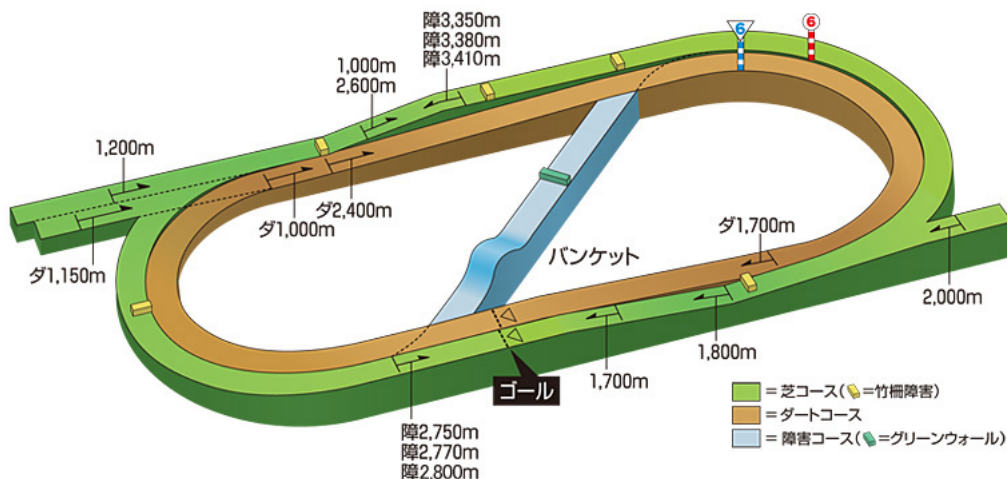 障3,350m
障3,380m
障3,410m
6
6
1,000m
2,600m
1,200m
ダ2,400m
ダ1,000m
ダ1,150m
バンケット
ダ1,700m
2,000m
1,800m
1,700m
ゴール
障2,750m
障2,770m
障2,800m
=芝コース(=竹柵障害)
=ダートコース
=障害コース(=グリーンウォール)